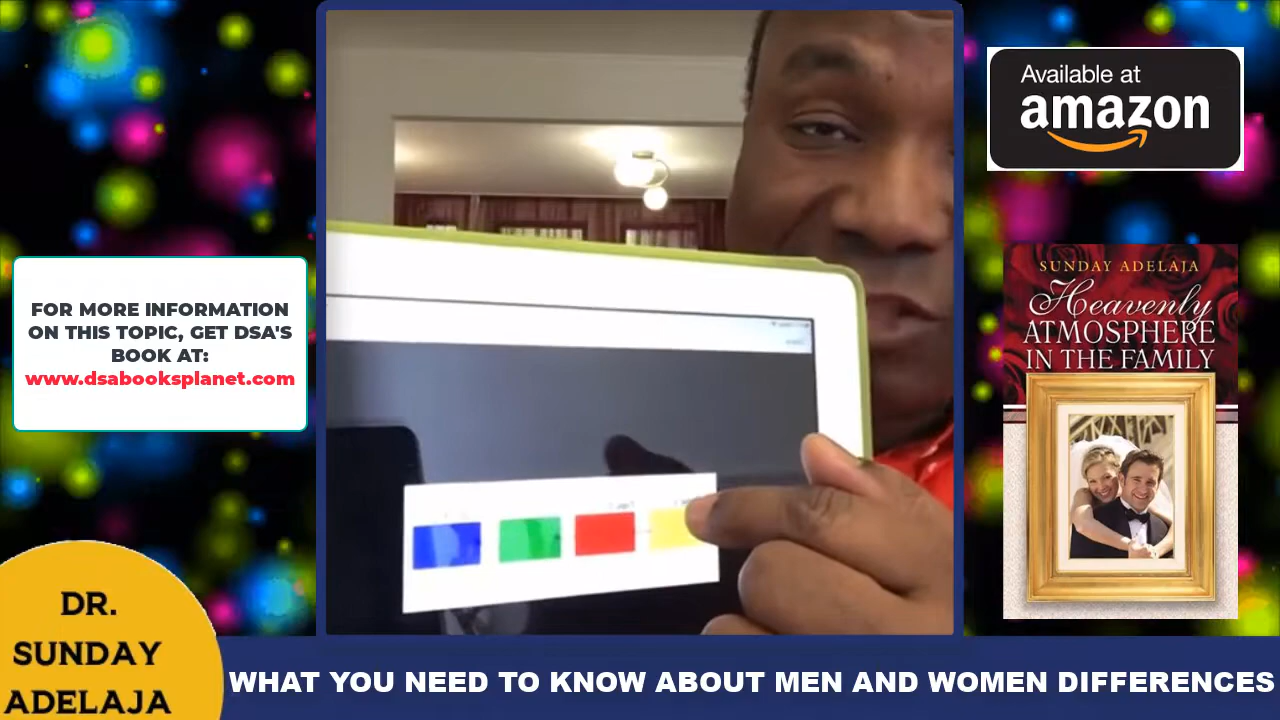 Available at
amazon
FOR MORE INFORMATION
ON THIS TOPIC, GET DSA'S
BOOK AT:
www.dsabooksplanet.com
SUNDAY ADELAJA
Heavenly
ATMOSPHERE
IN THE FAMILY
DR.
SUNDAY
ADELAJA
WHAT YOU NEED TO KNOW ABOUT MEN AND WOMEN DIFFERENCES